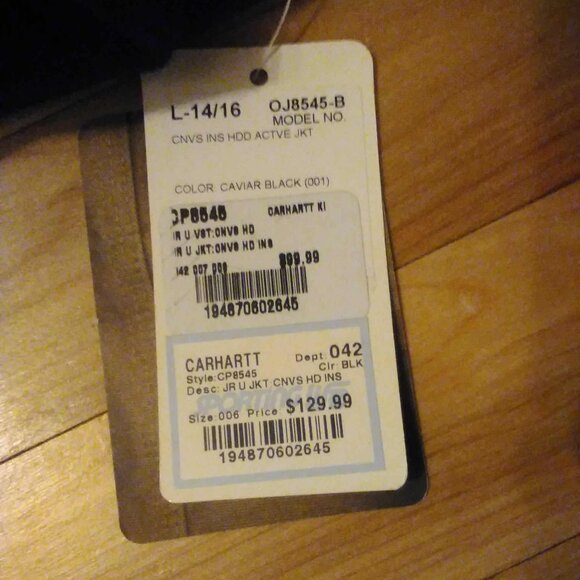 L-14/16 OJ8545-B
MODEL NO.
CNVS INS HDD ACTVE JKT
COLOR: CAVIAR BLACK (001)
CP8545 CARHARTT KI
JR U VST:CNVS HD
JR U JKT:CNVS HD INS
$99.99
194870602645
CARHARTT Dept: 042
Style:CP8545 Clr: BLK
Desc: JR U JKT CNVS HD INS
SPORTING LIFE
Size:006 Price: $129.99
194870602645